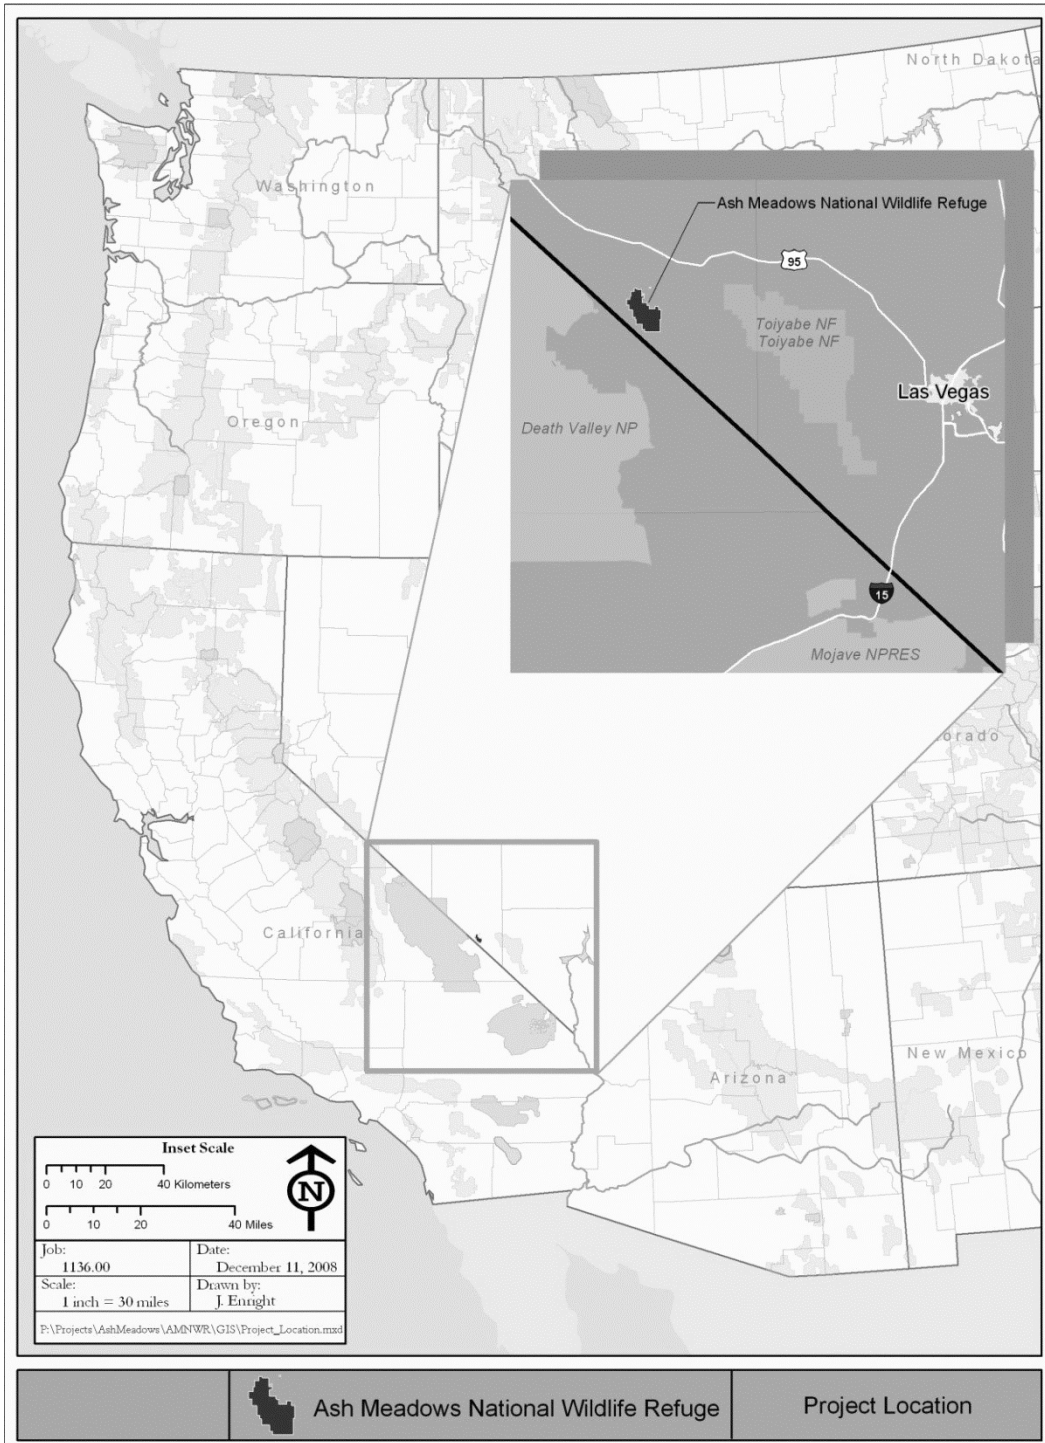 North Dakota
Washington
Ash Meadows National Wildlife Refuge
95
Toiyabe NF
Toiyabe NF
Las Vegas
Oregon
Death Valley NP
15
Mojave NPRES
orado
California
New Mexico
Arizona
Inset Scale
0 10 20 40 Kilometers
0 10 20 40 Miles
N
Job:
1136.00
Date:
December 11, 2008
Scale:
1 inch = 30 miles
Drawn by:
J. Enright
P:\Projects\AshMeadows\AMNWR\GIS\Project_Location.mxd
Ash Meadows National Wildlife Refuge
Project Location